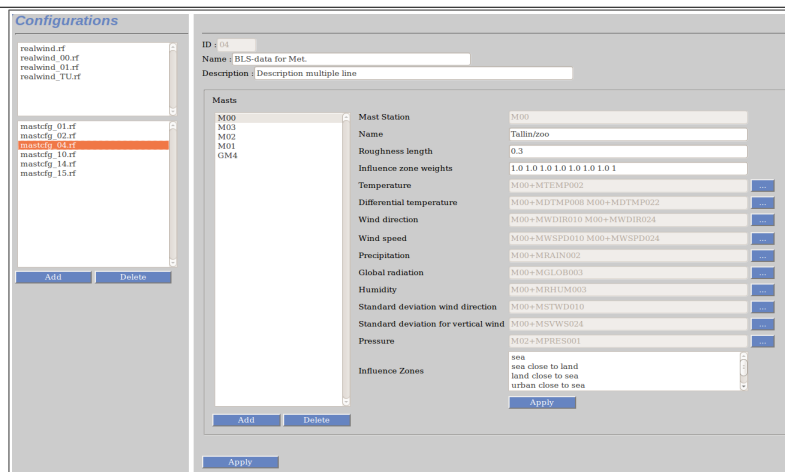 Configurations
realwind.rf
realwind_00.rf
realwind_01.rf
realwind_TU.rf
mastcfg_01.rf
mastcfg_02.rf
mastcfg_04.rf
mastcfg_10.rf
mastcfg_14.rf
mastcfg_15.rf
Add Delete
ID : 04
Name : BLS-data for Met.
Description : Description multiple line
Masts
M00
M03
M02
M01
GM4
Add Delete
Mast Station M00
Name Tallin/zoo
Roughness length 0.3
Influence zone weights 1.0 1.0 1.0 1.0 1.0 1.0 1.0 1
Temperature M00+MTEMP002 ...
Differential temperature M00+MDTMP008 M00+MDTMP022 ...
Wind direction M00+MWDIR010 M00+MWDIR024 ...
Wind speed M00+MWSPD010 M00+MWSPD024 ...
Precipitation M00+MRAIN002 ...
Global radiation M00+MGLOR003 ...
Humidity M00+MRHUM003 ...
Standard deviation wind direction M00+MSTWD010 ...
Standard deviation for vertical wind M00+MSVWS024 ...
Pressure M02+MPRES001 ...
Influence Zones
sea
sea close to land
land close to sea
urban close to sea
Apply
Apply